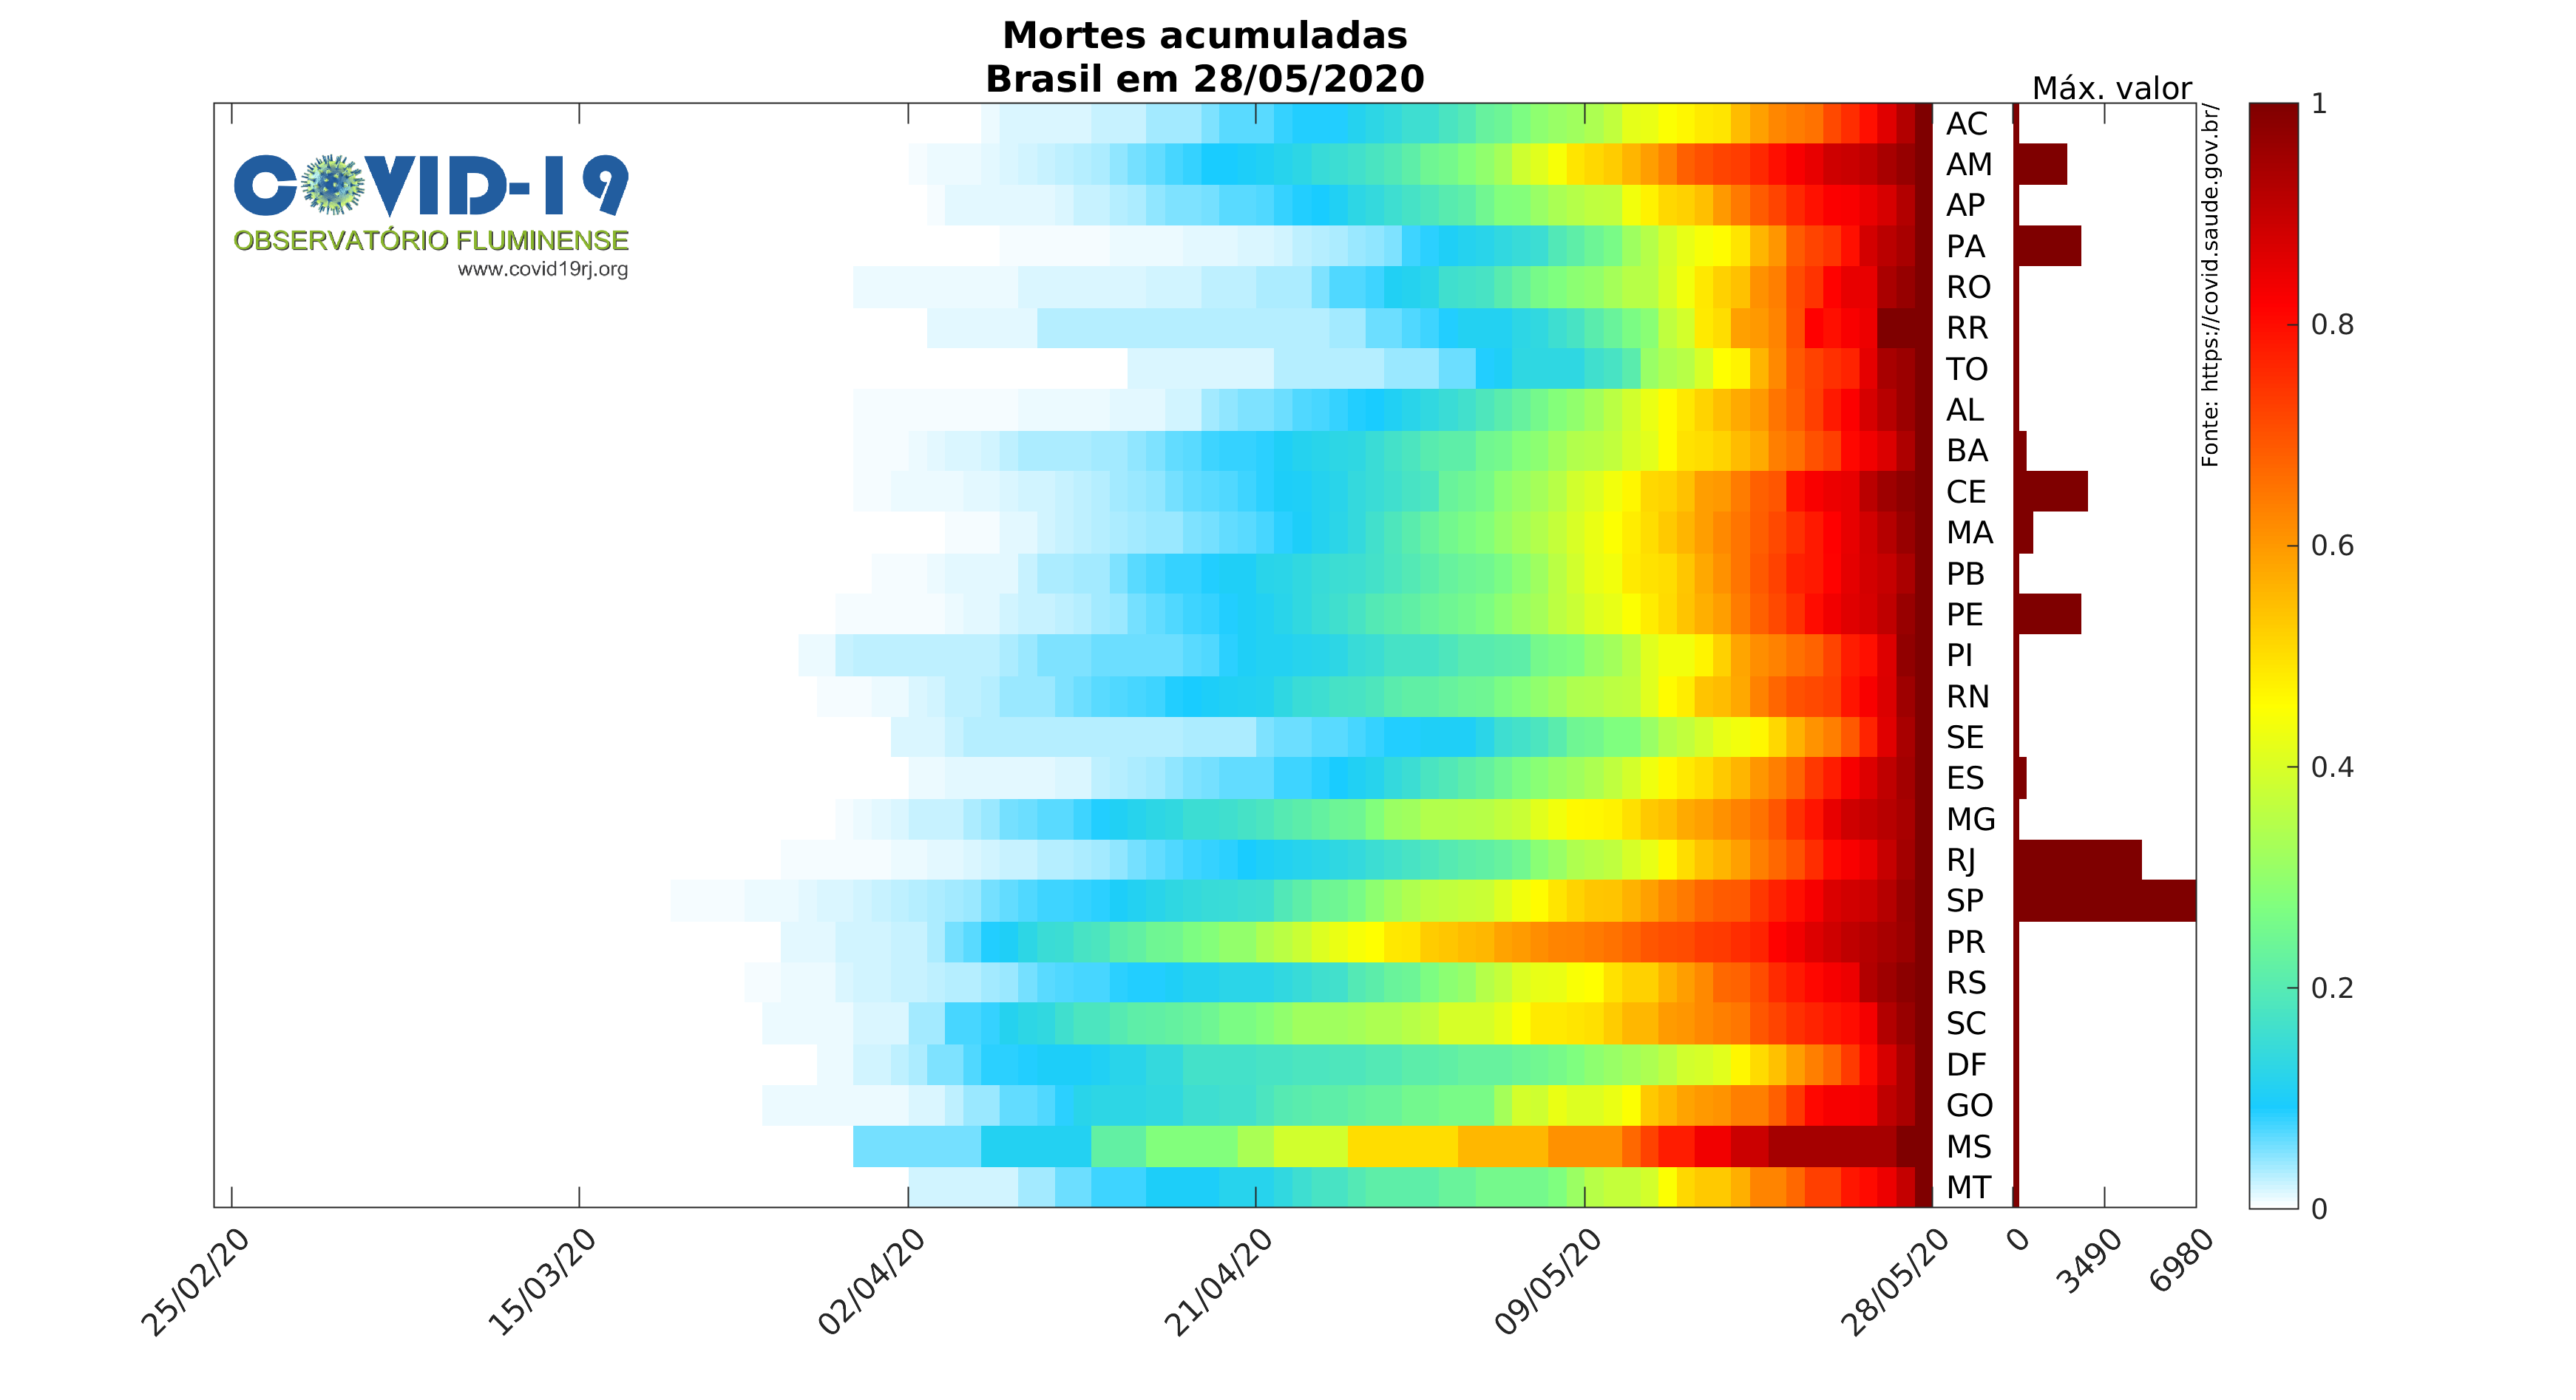 Mortes acumuladas
Brasil em 28/05/2020
Máx. valor
COVID-19
OBSERVATÓRIO FLUMINENSE
www.covid19rj.org
AC
AM
AP
PA
RO
RR
TO
AL
BA
CE
MA
PB
PE
PI
RN
SE
ES
MG
RJ
SP
PR
RS
SC
DF
GO
MS
MT
Fonte: https://covid.saude.gov.br/
1
0.8
0.6
0.4
0.2
0
25/02/20
15/03/20
02/04/20
21/04/20
09/05/20
28/05/20
0
3490
6980